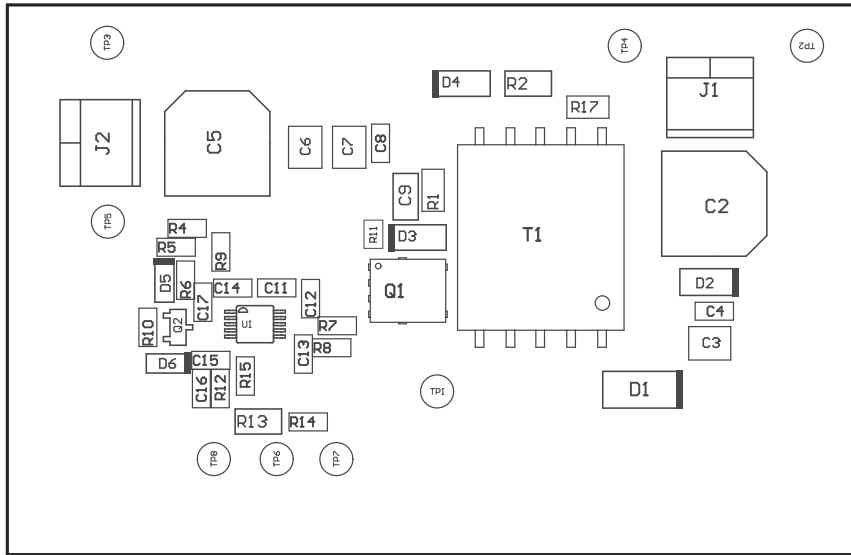 TP3
TP4
TP2
D4
R2
J1
R17
J2
C5
C6
C7
C8
C9
R1
C2
TP5
R4
R11
D3
T1
R5
R9
D5
R6
C14
C11
Q1
D2
C17
C12
C4
R10
Q2
U1
R7
C13
R8
C3
D6
C15
C16
R12
R15
TP1
D1
R13
R14
TP8
TP6
TP7